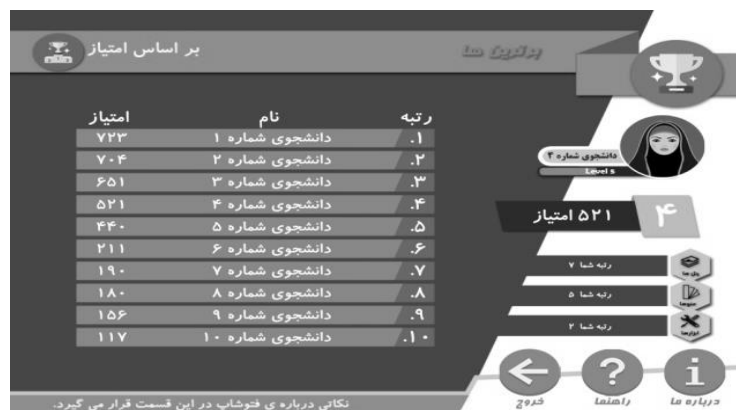 برترین ها
بر اساس امتیاز
رتبه نام امتیاز
۱. دانشجوی شماره ۱ ۷۲۳
۲. دانشجوی شماره ۲ ۷۰۴
۳. دانشجوی شماره ۳ ۶۵۱
۴. دانشجوی شماره ۴ ۵۲۱
۵. دانشجوی شماره ۵ ۴۴۰
۶. دانشجوی شماره ۶ ۲۱۱
۷. دانشجوی شماره ۷ ۱۹۰
۸. دانشجوی شماره ۸ ۱۸۰
۹. دانشجوی شماره ۹ ۱۵۶
۱۰. دانشجوی شماره ۱۰ ۱۱۷
دانشجوی شماره ۴
Level 5
۴ ۵۲۱ امتیاز
پنل ها رتبه شما ۷
منوها رتبه شما ۵
ابزارها رتبه شما ۲
درباره ما
راهنما
خروج
نکاتی درباره ی فتوشاپ در این قسمت قرار می گیرد.